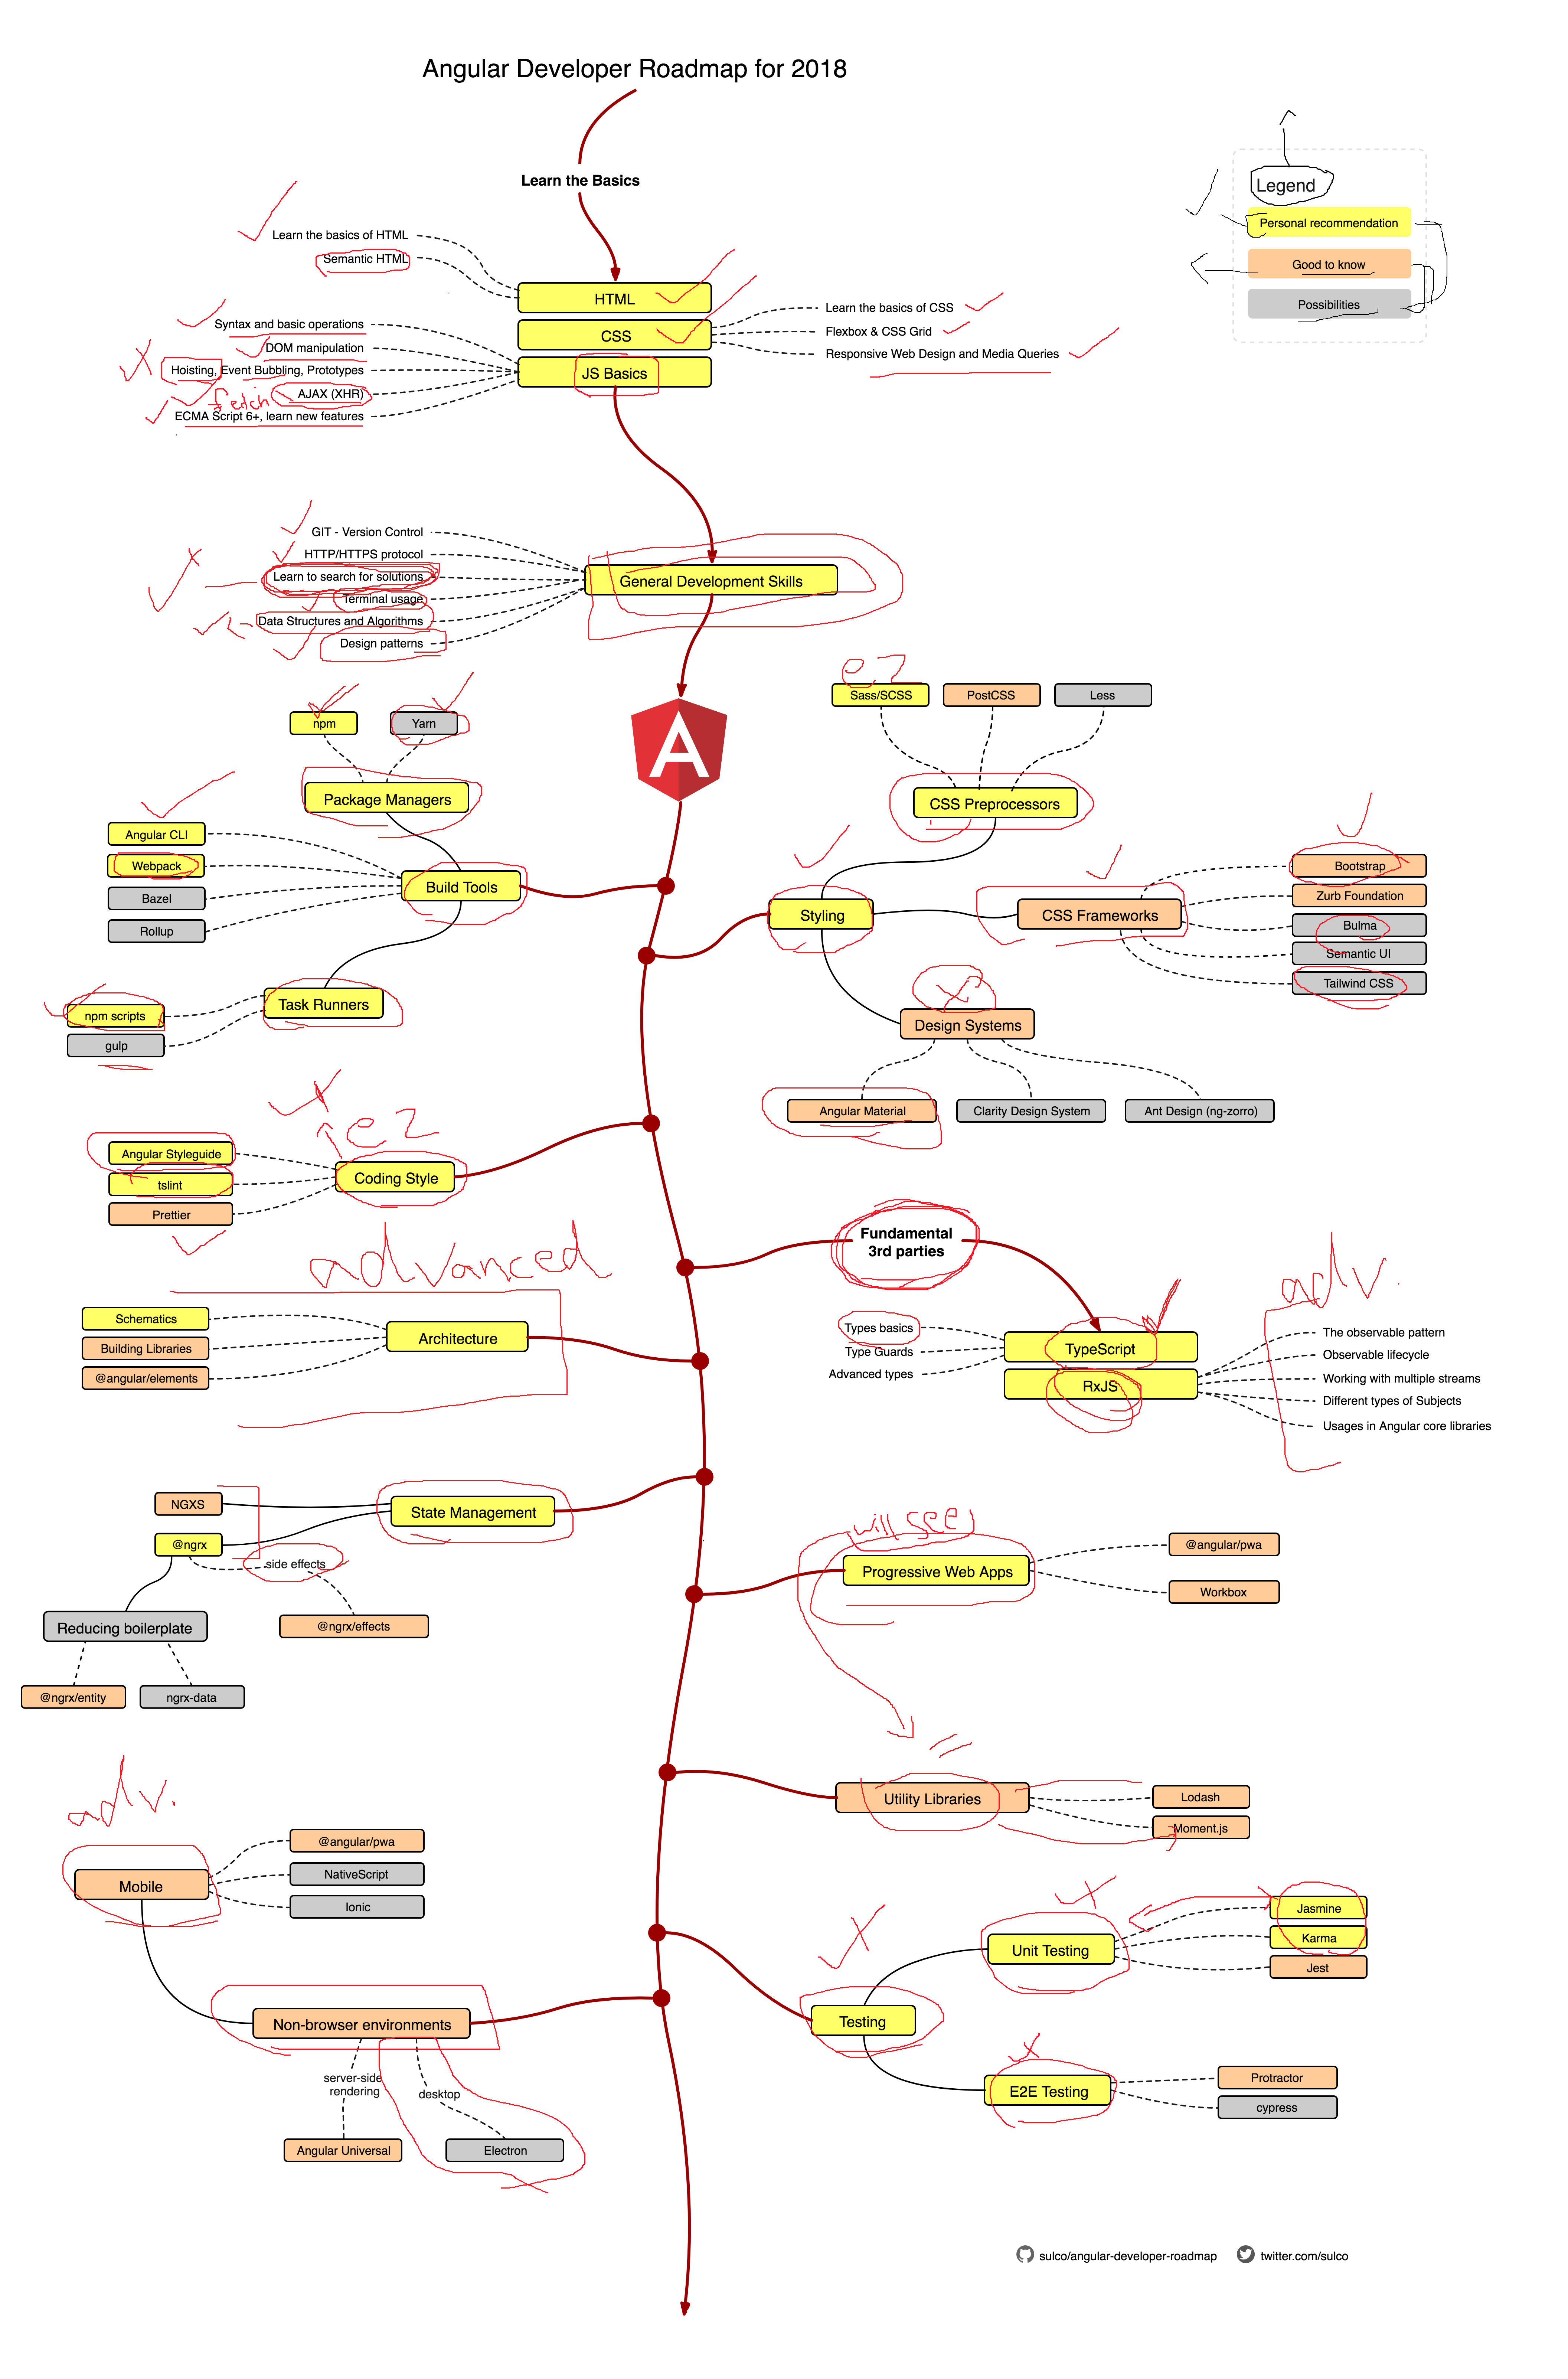 Angular Developer Roadmap for 2018
Legend
Personal recommendation
Good to know
Possibilities
Learn the Basics
Learn the basics of HTML
Semantic HTML
HTML
CSS
JS Basics
Learn the basics of CSS
Flexbox & CSS Grid
Responsive Web Design and Media Queries
Syntax and basic operations
DOM manipulation
Hoisting, Event Bubbling, Prototypes
fetch
AJAX (XHR)
ECMA Script 6+, learn new features
GIT - Version Control
HTTP/HTTPS protocol
Learn to search for solutions
Terminal usage
Data Structures and Algorithms
Design patterns
General Development Skills
A
npm
Yarn
Package Managers
Angular CLI
Webpack
Bazel
Rollup
Build Tools
Task Runners
npm scripts
gulp
ez
Sass/SCSS
PostCSS
Less
CSS Preprocessors
Styling
CSS Frameworks
Bootstrap
Zurb Foundation
Bulma
Semantic UI
Tailwind CSS
Design Systems
Angular Material
Clarity Design System
Ant Design (ng-zorro)
ez
Angular Styleguide
tslint
Prettier
Coding Style
Fundamental
3rd parties
advanced
Schematics
Building Libraries
@angular/elements
Architecture
adv.
Types basics
Type Guards
Advanced types
TypeScript
RxJS
The observable pattern
Observable lifecycle
Working with multiple streams
Different types of Subjects
Usages in Angular core libraries
NGXS
@ngrx
side effects
State Management
@ngrx/effects
Reducing boilerplate
@ngrx/entity
ngrx-data
will see
Progressive Web Apps
@angular/pwa
Workbox
Utility Libraries
Lodash
Moment.js
adv.
Mobile
@angular/pwa
NativeScript
Ionic
Non-browser environments
server-side
rendering
desktop
Angular Universal
Electron
Testing
Unit Testing
Jasmine
Karma
Jest
E2E Testing
Protractor
cypress
sulco/angular-developer-roadmap
twitter.com/sulco